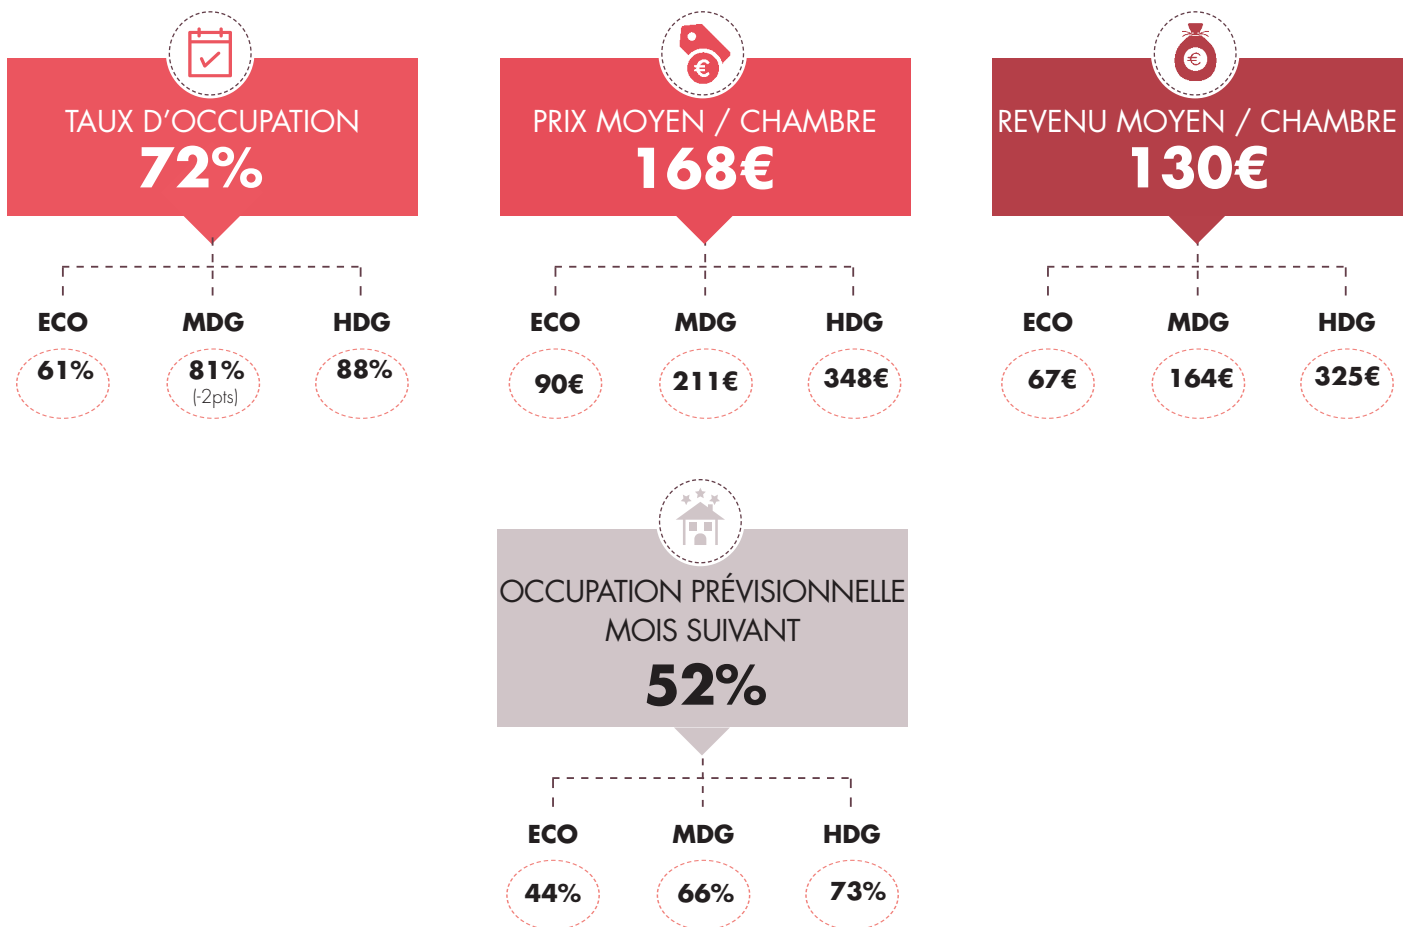 TAUX D’OCCUPATION
72%
ECO
MDG
HDG
61%
81%
(-2pts)
88%
€
PRIX MOYEN / CHAMBRE
168€
ECO
MDG
HDG
90€
211€
348€
€
REVENU MOYEN / CHAMBRE
130€
ECO
MDG
HDG
67€
164€
325€
OCCUPATION PRÉVISIONNELLE
MOIS SUIVANT
52%
ECO
MDG
HDG
44%
66%
73%